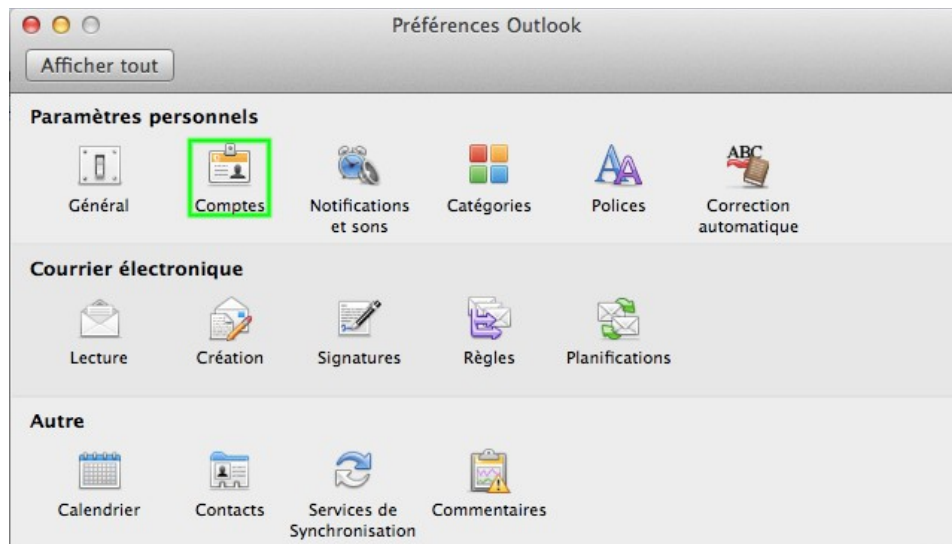 Préférences Outlook
Afficher tout
Paramètres personnels
Général
Comptes
Notifications
et sons
Catégories
Polices
ABC
Correction
automatique
Courrier électronique
Lecture
Création
Signatures
Règles
Planifications
Autre
Calendrier
Contacts
Services de
Synchronisation
Commentaires